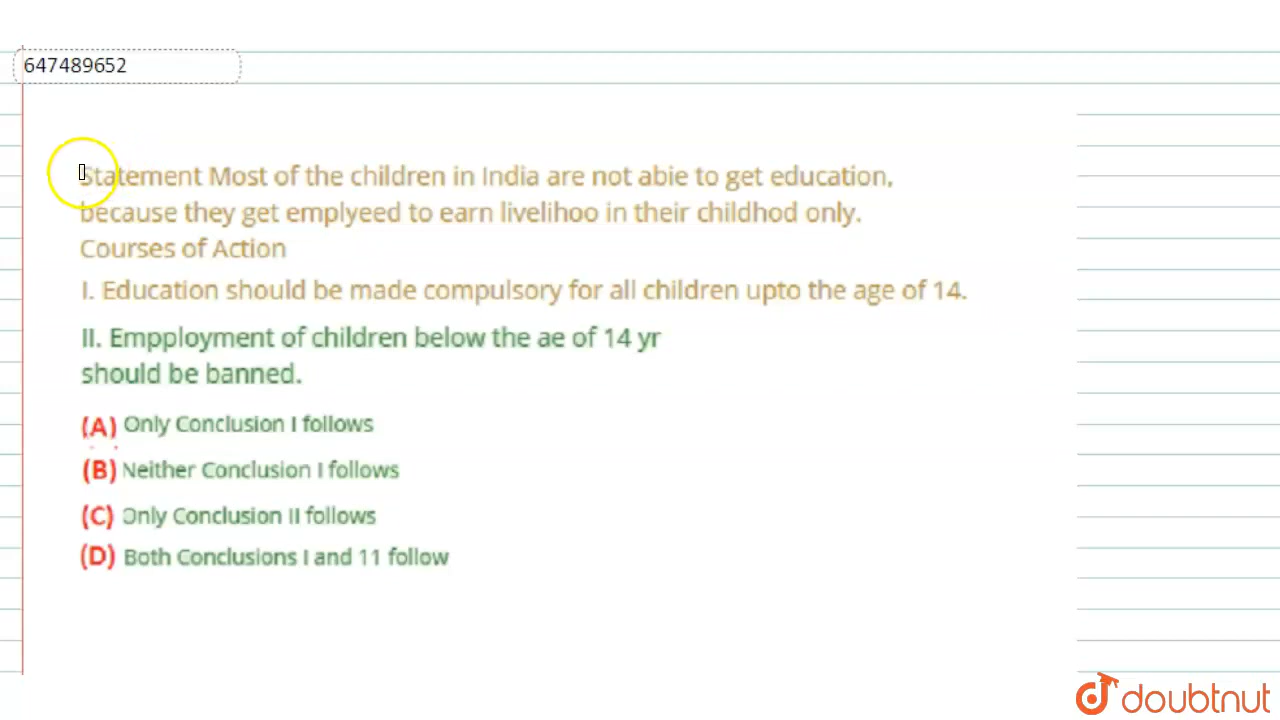 647489652
Statement Most of the children in India are not abie to get education,
because they get emplyeed to earn livelihoo in their childhod only.
Courses of Action
I. Education should be made compulsory for all children upto the age of 14.
II. Empployment of children below the ae of 14 yr
should be banned.
(A) Only Conclusion I follows
(B) Neither Conclusion I follows
(C) Only Conclusion II follows
(D) Both Conclusions I and 11 follow
doubtnut